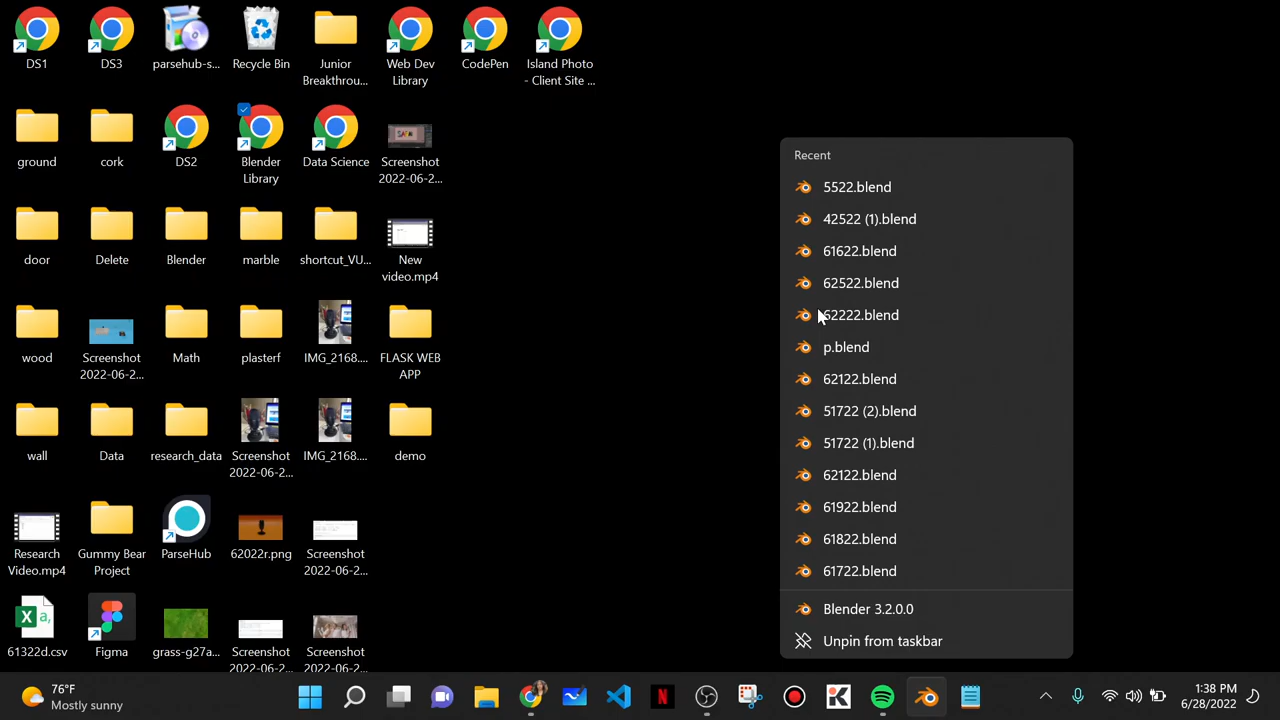 DS1
DS3
parsehub-s...
Recycle Bin
Junior
Breakthrou...
Web Dev
Library
CodePen
Island Photo
- Client Site ...
ground
cork
DS2
Blender
Library
Data Science
Screenshot
2022-06-2...
door
Delete
Blender
marble
shortcut_VU...
New
video.mp4
wood
Screenshot
2022-06-2...
Math
plasterf
IMG_2168....
FLASK WEB
APP
wall
Data
research_data
Screenshot
2022-06-2...
IMG_2168....
demo
Research
Video.mp4
Gummy Bear
Project
ParseHub
62022r.png
Screenshot
2022-06-2...
61322d.csv
Figma
grass-g27a...
Screenshot
2022-06-2...
Screenshot
2022-06-2...
Recent
5522.blend
42522 (1).blend
61622.blend
62522.blend
62222.blend
p.blend
62122.blend
51722 (2).blend
51722 (1).blend
62122.blend
61922.blend
61822.blend
61722.blend
Blender 3.2.0.0
Unpin from taskbar
76°F
Mostly sunny
1:38 PM
6/28/2022